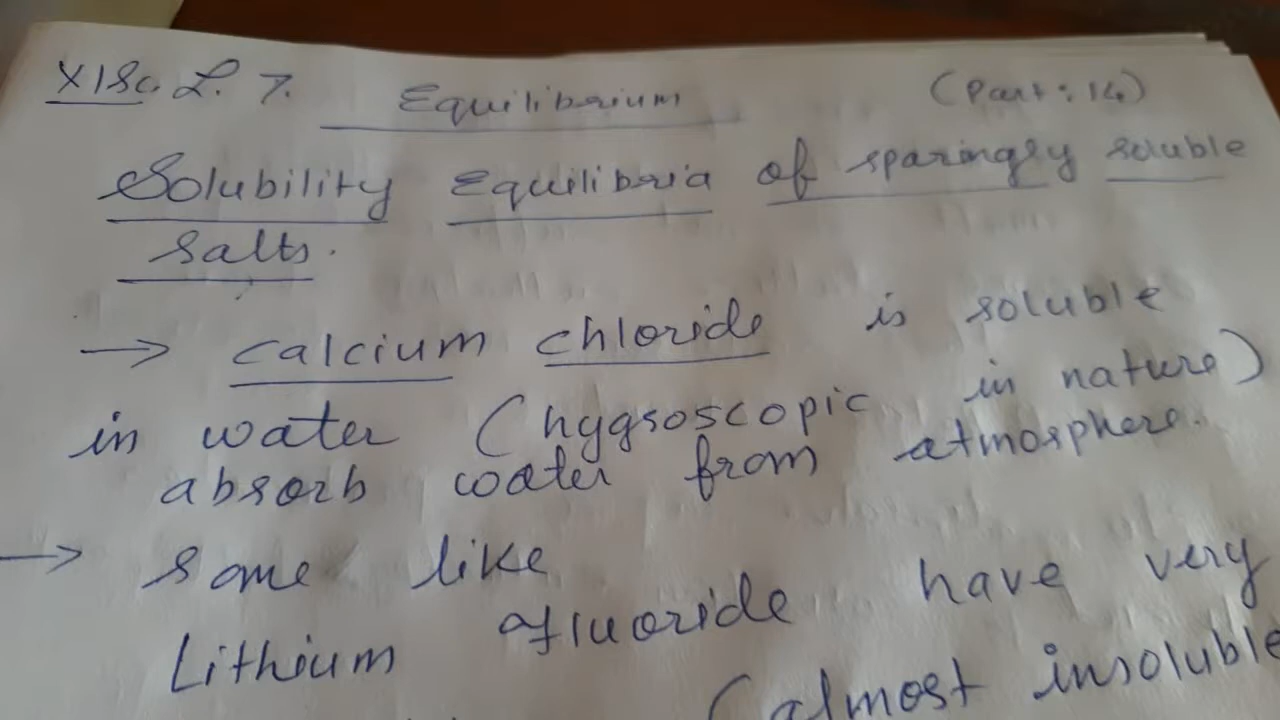 XI Sc. L. 7. Equilibrium (Part: 14)
Solubility Equilibria of sparingly soluble
salts.
→ Calcium chloride is soluble
in water (hygroscopic in nature)
absorb water from atmosphere.
→ Some like
Lithium fluoride have very
(almost insoluble